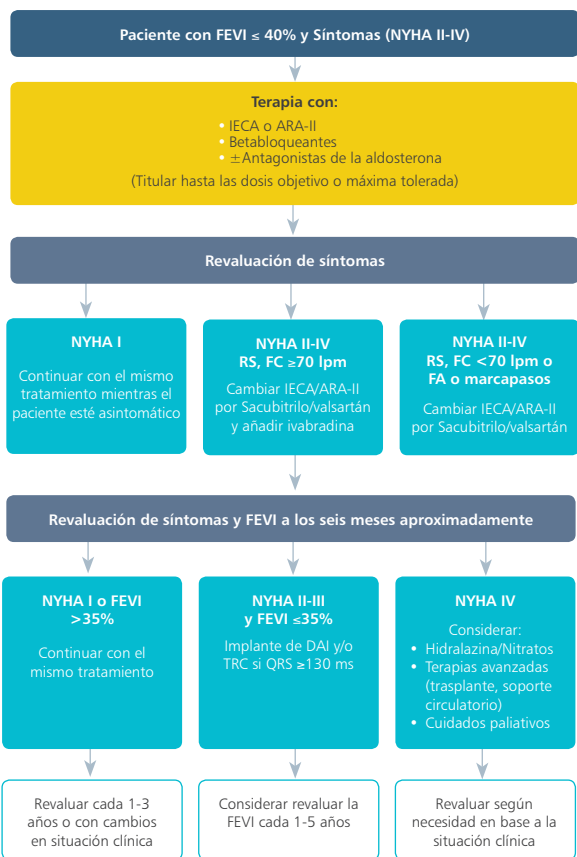 Paciente con FEVI ≤ 40% y Síntomas (NYHA II-IV)
Terapia con:
• IECA o ARA-II
• Betabloqueantes
• ±Antagonistas de la aldosterona
(Titular hasta las dosis objetivo o máxima tolerada)
Revaluación de síntomas
NYHA I
Continuar con el mismo
tratamiento mientras el
paciente esté asintomático
NYHA II-IV
RS, FC ≥70 lpm
Cambiar IECA/ARA-II
por Sacubitrilo/valsartán
y añadir ivabradina
NYHA II-IV
RS, FC <70 lpm o
FA o marcapasos
Cambiar IECA/ARA-II
por Sacubitrilo/valsartán
Revaluación de síntomas y FEVI a los seis meses aproximadamente
NYHA I o FEVI
>35%
Continuar con el
mismo tratamiento
NYHA II-III
y FEVI ≤35%
Implante de DAI y/o
TRC si QRS ≥130 ms
NYHA IV
Considerar:
• Hidralazina/Nitratos
• Terapias avanzadas
(trasplante, soporte
circulatorio)
• Cuidados paliativos
Revaluar cada 1-3
años o con cambios
en situación clínica
Considerar revaluar la
FEVI cada 1-5 años
Revaluar según
necesidad en base a la
situación clínica